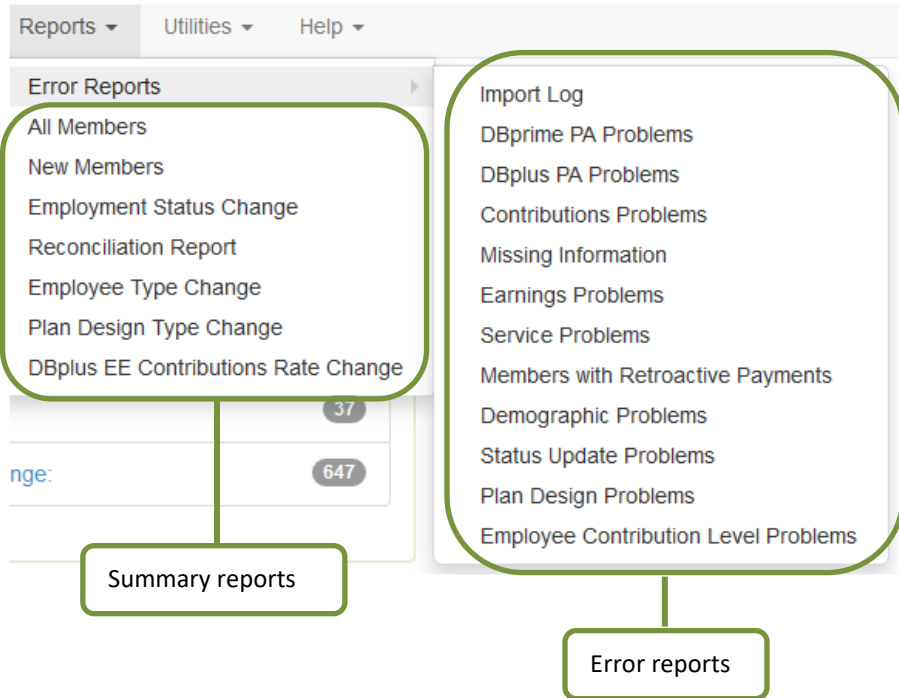 Reports Utilities Help
Error Reports
All Members
New Members
Employment Status Change
Reconciliation Report
Employee Type Change
Plan Design Type Change
DBplus EE Contributions Rate Change
37
nge:
647
Import Log
DBprime PA Problems
DBplus PA Problems
Contributions Problems
Missing Information
Earnings Problems
Service Problems
Members with Retroactive Payments
Demographic Problems
Status Update Problems
Plan Design Problems
Employee Contribution Level Problems
Summary reports
Error reports